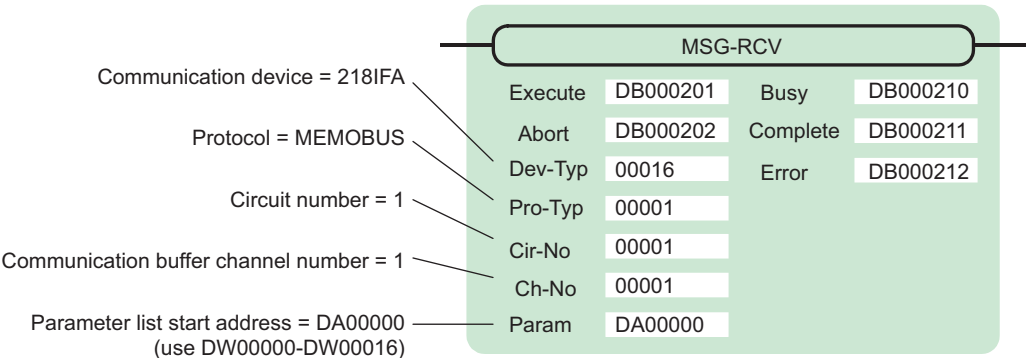 MSG-RCV
Communication device = 218IFA
Execute DB000201 Busy DB000210
Protocol = MEMOBUS
Abort DB000202 Complete DB000211
Dev-Typ 00016 Error DB000212
Circuit number = 1
Pro-Typ 00001
Cir-No 00001
Communication buffer channel number = 1
Ch-No 00001
Parameter list start address = DA00000
Param DA00000
(use DW00000-DW00016)